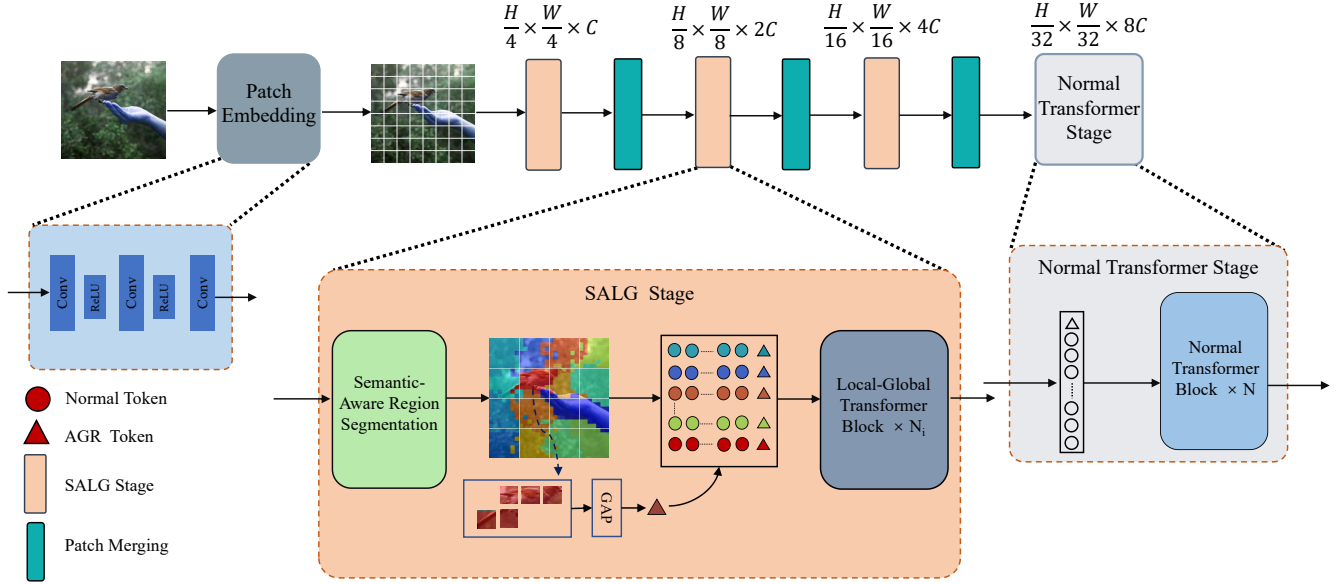 H/4 × W/4 × C
H/8 × W/8 × 2C
H/16 × W/16 × 4C
H/32 × W/32 × 8C
Patch
Embedding
Normal
Transformer
Stage
Conv
ReLU
Conv
ReLU
Conv
SALG Stage
Semantic-
Aware Region
Segmentation
GAP
Local-Global
Transformer
Block × N_i
Normal Transformer Stage
Normal
Transformer
Block × N
Normal Token
AGR Token
SALG Stage
Patch Merging